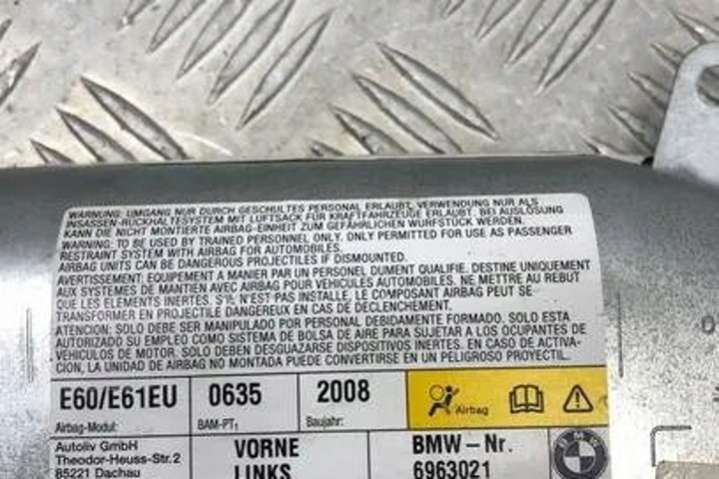 WARNUNG: UMGANG NUR DURCH GESCHULTES PERSONAL ERLAUBT, VERWENDUNG NUR ALS
INSASSEN-RÜCKHALTESYSTEM MIT LUFTSACK FÜR KRAFTFAHRZEUGE ERLAUBT. BEI AUSLÖSUNG
KANN DIE NICHT MONTIERTE AIRBAG-EINHEIT ZUM GEFÄHRLICHEN WURFSTÜCK WERDEN.
WARNING: TO BE USED BY TRAINED PERSONNEL ONLY. ONLY PERMITTED FOR USE AS PASSENGER
RESTRAINT SYSTEM WITH AIRBAG FOR AUTOMOBILES.
AIRBAG UNITS CAN BE DANGEROUS PROJECTILES IF DISMOUNTED.
AVERTISSEMENT: EQUIPEMENT A MANIER PAR UN PERSONEL DUMENT QUALIFIE. DESTINE UNIQUEMENT
AUX SYSTEMES DE MANTIEN AVEC AIRBAG POUR VEHICULES AUTOMOBILES. NE METTRE AU REBUT
QUE LES ELEMENTS INERTES. S'IL N'EST PAS INSTALLE, LE COMPOSANT AIRBAG PEUT SE
TRANSFORMER EN PROJECTILE DANGEREUX EN CAS DE DÉCLENCHEMENT.
ATENCION: SOLO DEBE SER MANIPULADO POR PERSONAL DEBIDAMENTE FORMADO. SOLO ESTA
AUTORIZADO SU EMPLEO COMO SISTEMA DE BOLSA DE AIRE PARA SUJETAR A LOS OCUPANTES DE
VEHICULOS DE MOTOR. SOLO DEBEN DESGUAZARSE DISPOSITIVOS INERTES. EN CASO DE ACTIVA-
CION, LA UNIDAD DE AIRBAG NO MONTADA PUEDE CONVERTIRSE EN UN PELIGROSO PROYECTIL.
E60/E61EU 0635 2008 Airbag
Airbag-Modul: BAM-PT1 Baujahr:
Autoliv GmbH VORNE BMW-Nr. BMW
Theodor-Heuss-Str.2 LINKS 6963021
85221 Dachau